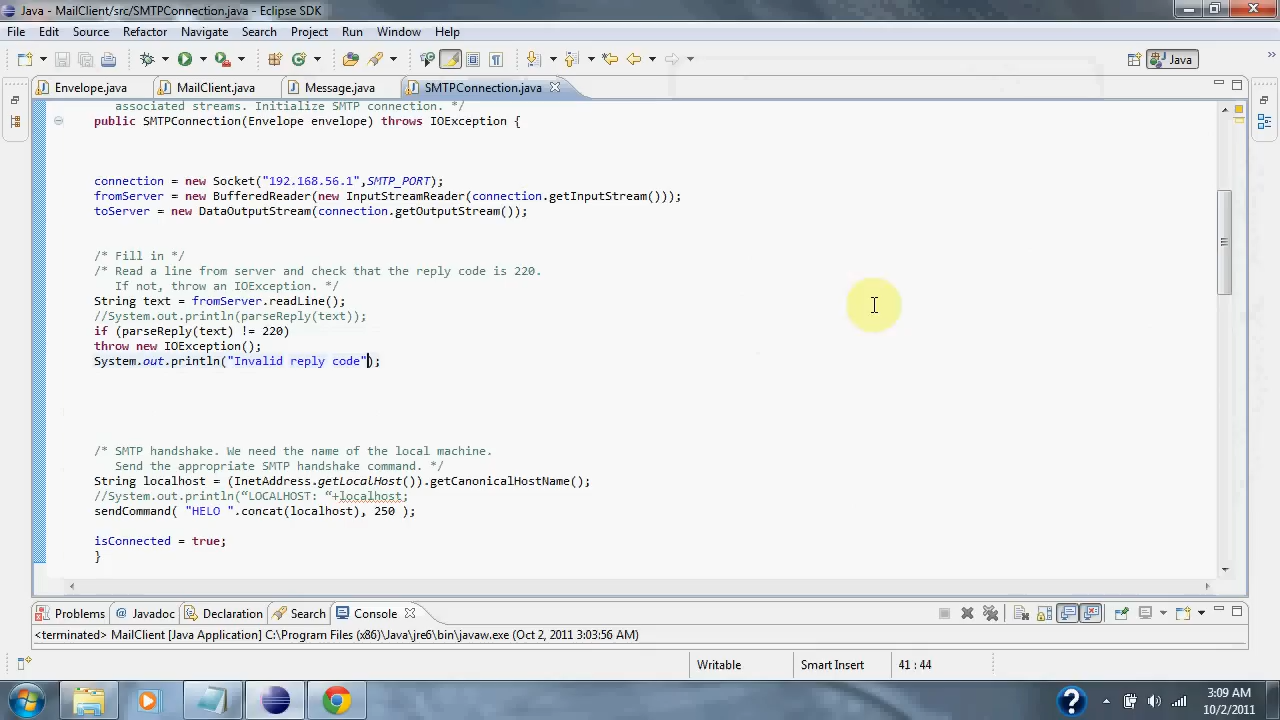 Java - MailClient/src/SMTPConnection.java - Eclipse SDK
File Edit Source Refactor Navigate Search Project Run Window Help
Java
Envelope.java MailClient.java Message.java SMTPConnection.java
associated streams. Initialize SMTP connection. */
public SMTPConnection(Envelope envelope) throws IOException {
connection = new Socket("192.168.56.1",SMTP_PORT);
fromServer = new BufferedReader(new InputStreamReader(connection.getInputStream()));
toServer = new DataOutputStream(connection.getOutputStream());
/* Fill in */
/* Read a line from server and check that the reply code is 220.
If not, throw an IOException. */
String text = fromServer.readLine();
//System.out.println(parseReply(text));
if (parseReply(text) != 220)
throw new IOException();
System.out.println("Invalid reply code");
/* SMTP handshake. We need the name of the local machine.
Send the appropriate SMTP handshake command. */
String localhost = (InetAddress.getLocalHost()).getCanonicalHostName();
//System.out.println(“LOCALHOST: “+localhost;
sendCommand( "HELO ".concat(localhost), 250 );
isConnected = true;
}
Problems @ Javadoc Declaration Search Console
<terminated> MailClient [Java Application] C:\Program Files (x86)\Java\jre6\bin\javaw.exe (Oct 2, 2011 3:03:56 AM)
Writable Smart Insert 41 : 44
3:09 AM
10/2/2011